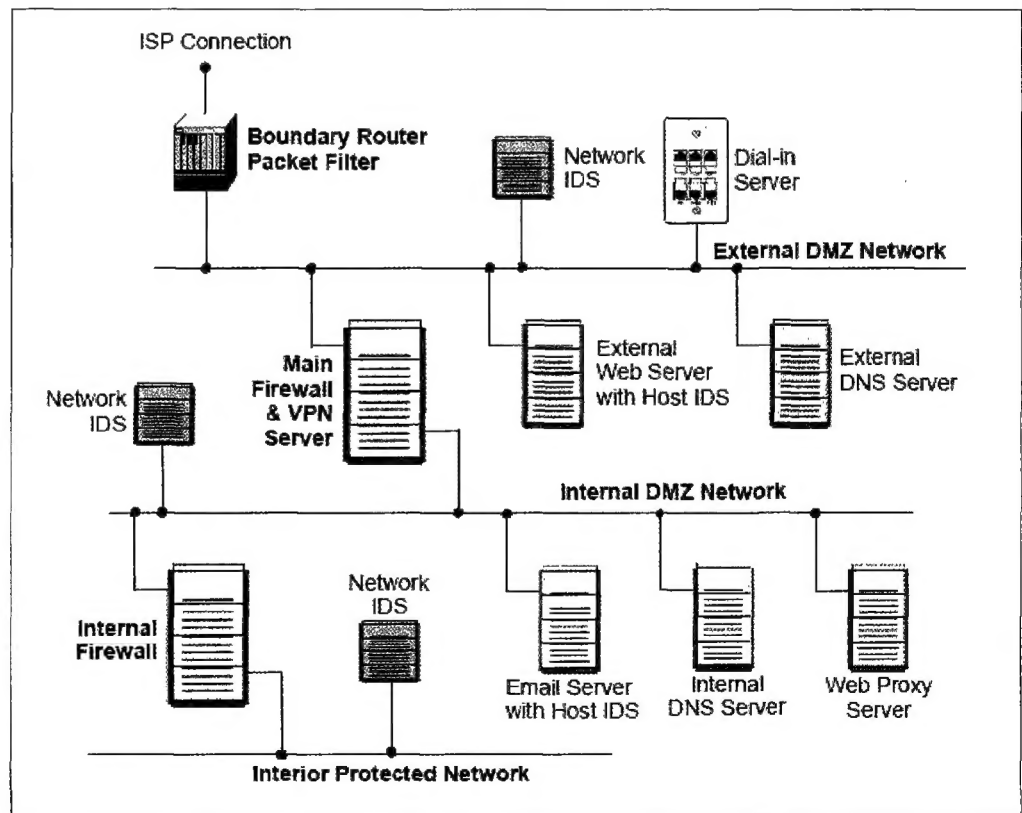 ISP Connection
Boundary Router
Packet Filter
Network
IDS
Dial-in
Server
External DMZ Network
Main
Firewall
& VPN
Server
External
Web Server
with Host IDS
External
DNS Server
Network
IDS
Internal DMZ Network
Internal
Firewall
Network
IDS
Email Server
with Host IDS
Internal
DNS Server
Web Proxy
Server
Interior Protected Network